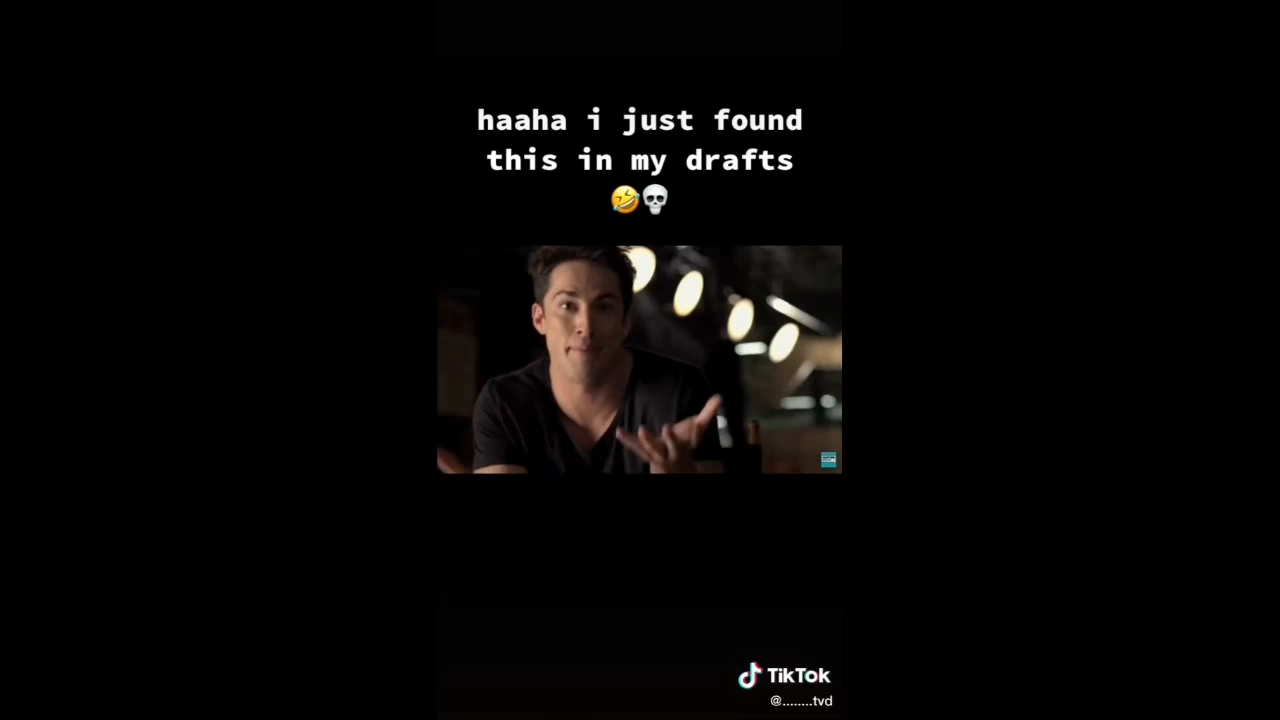 haaha i just found
this in my drafts
🤣💀
TikTok
@........tvd